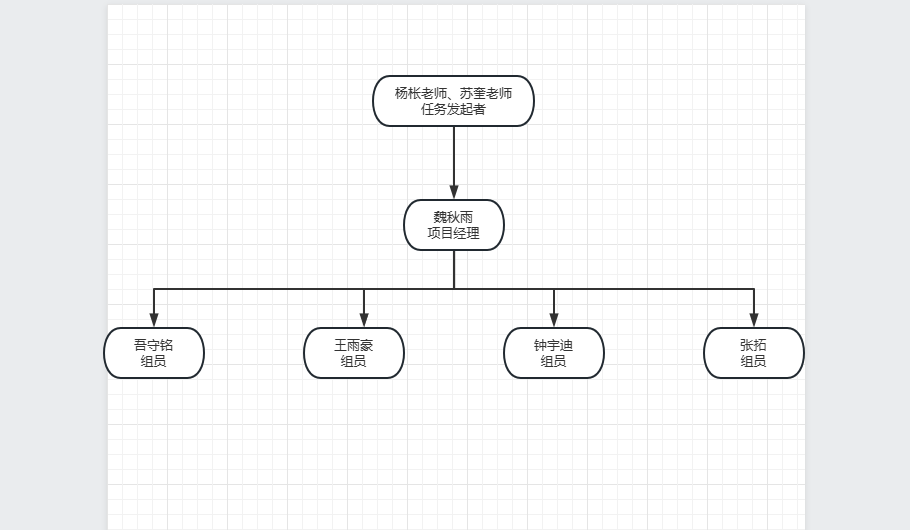 杨枨老师、苏奎老师
任务发起者
魏秋雨
项目经理
吾守铭
组员
王雨豪
组员
钟宇迪
组员
张拓
组员